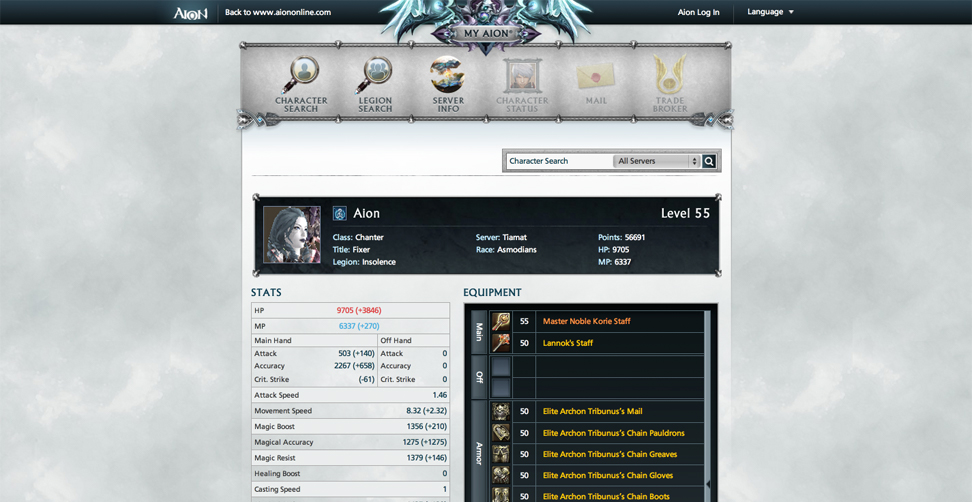 AION
Back to www.aiononline.com
Aion Log In
Language
MY AION®
CHARACTER SEARCH
LEGION SEARCH
SERVER INFO
CHARACTER STATUS
MAIL
TRADE BROKER
Character Search
All Servers
Aion
Level 55
Class: Chanter
Server: Tiamat
Points: 56691
Title: Fixer
Race: Asmodians
HP: 9705
Legion: Insolence
MP: 6337
STATS
HP 9705 (+3846)
MP 6337 (+270)
Main Hand Off Hand
Attack 503 (+140) Attack 0
Accuracy 2267 (+658) Accuracy 0
Crit. Strike (-61) Crit. Strike 0
Attack Speed 1.46
Movement Speed 8.32 (+2.32)
Magic Boost 1356 (+210)
Magical Accuracy 1275 (+1275)
Magic Resist 1379 (+146)
Healing Boost 0
Casting Speed 1
EQUIPMENT
Main
55 Master Noble Korie Staff
50 Lannok's Staff
Off
Armor
50 Elite Archon Tribunus's Mail
50 Elite Archon Tribunus's Chain Pauldrons
50 Elite Archon Tribunus's Chain Greaves
50 Elite Archon Tribunus's Chain Gloves
50 Elite Archon Tribunus's Chain Boots